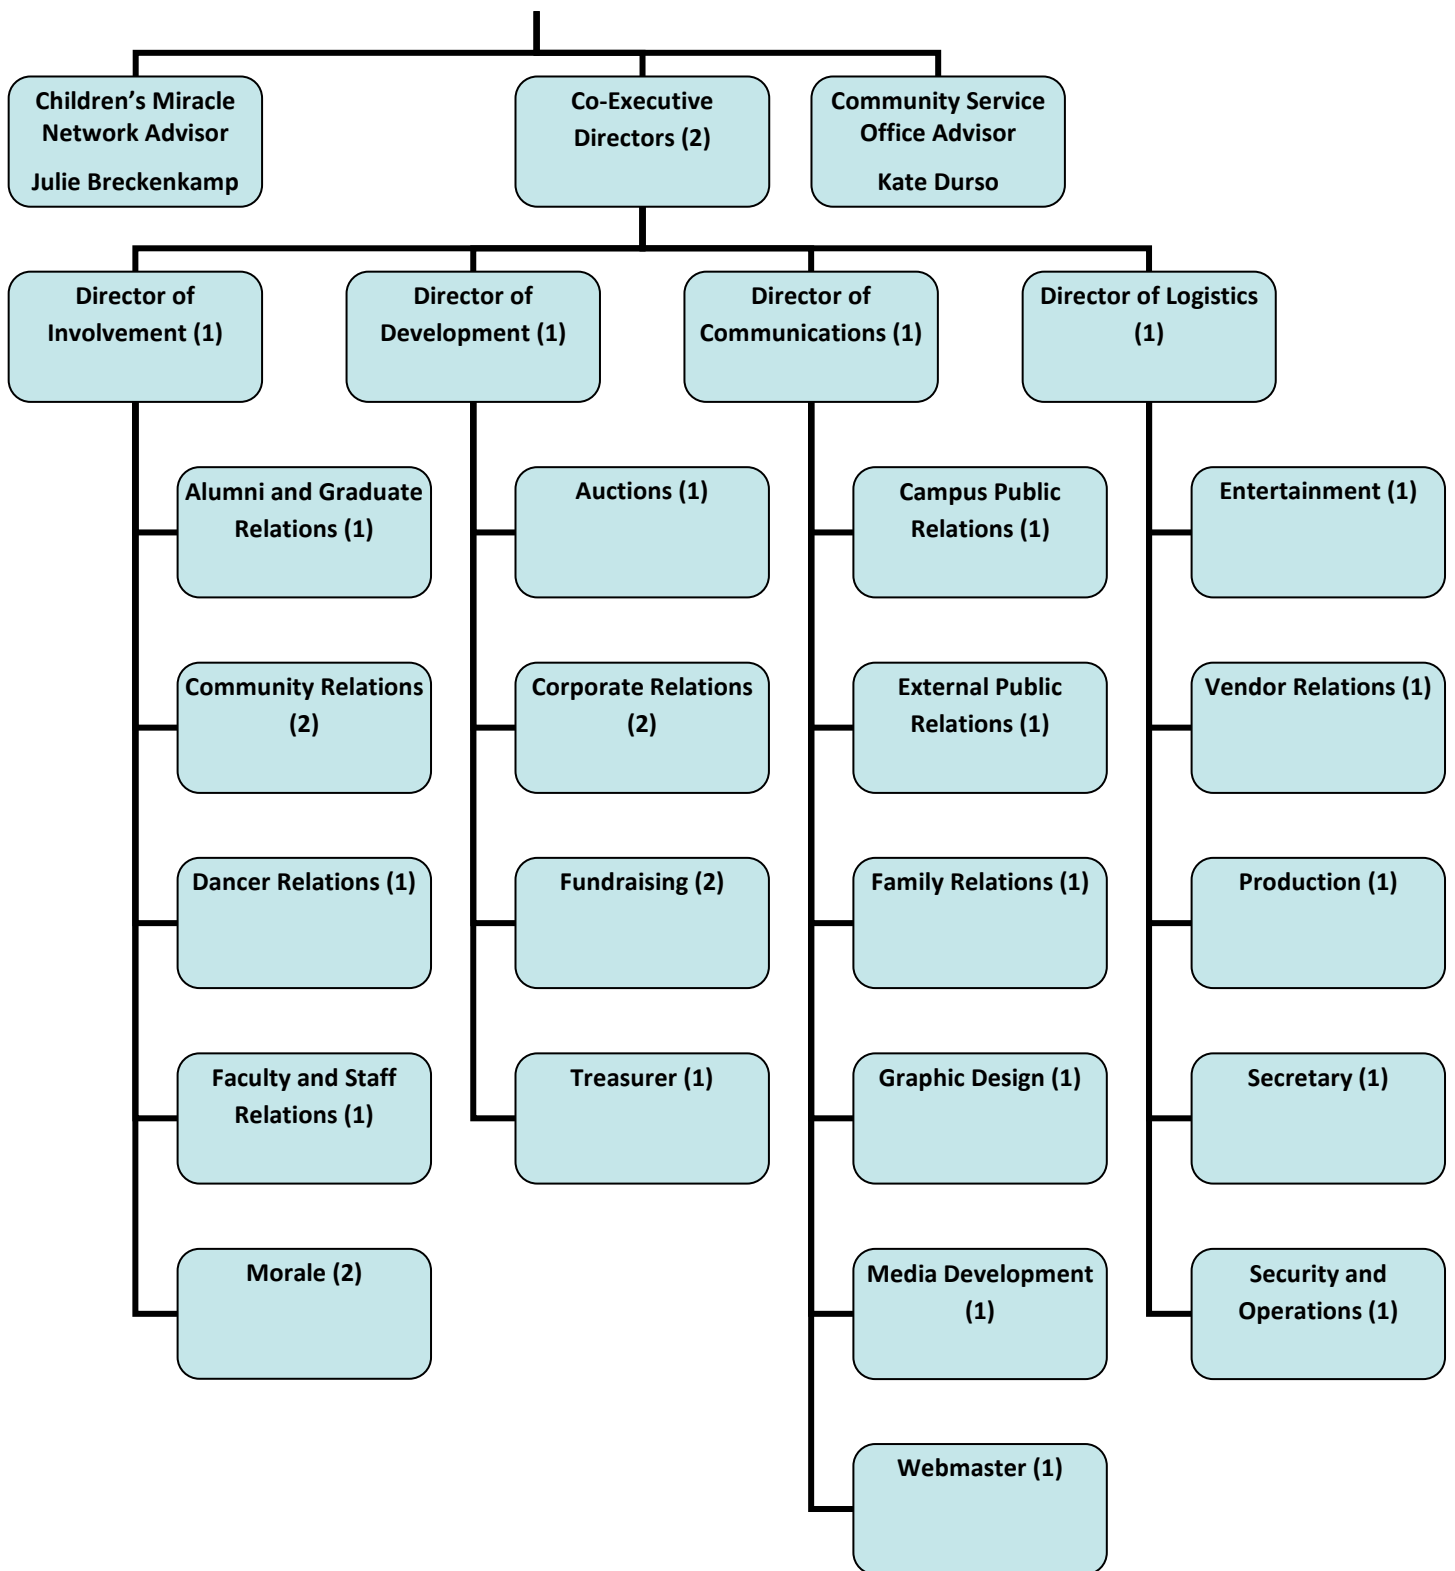 Children’s Miracle
Network Advisor
Julie Breckenkamp
Co-Executive
Directors (2)
Community Service
Office Advisor
Kate Durso
Director of
Involvement (1)
Director of
Development (1)
Director of
Communications (1)
Director of Logistics
(1)
Alumni and Graduate
Relations (1)
Auctions (1)
Campus Public
Relations (1)
Entertainment (1)
Community Relations
(2)
Corporate Relations
(2)
External Public
Relations (1)
Vendor Relations (1)
Dancer Relations (1)
Fundraising (2)
Family Relations (1)
Production (1)
Faculty and Staff
Relations (1)
Treasurer (1)
Graphic Design (1)
Secretary (1)
Morale (2)
Media Development
(1)
Security and
Operations (1)
Webmaster (1)